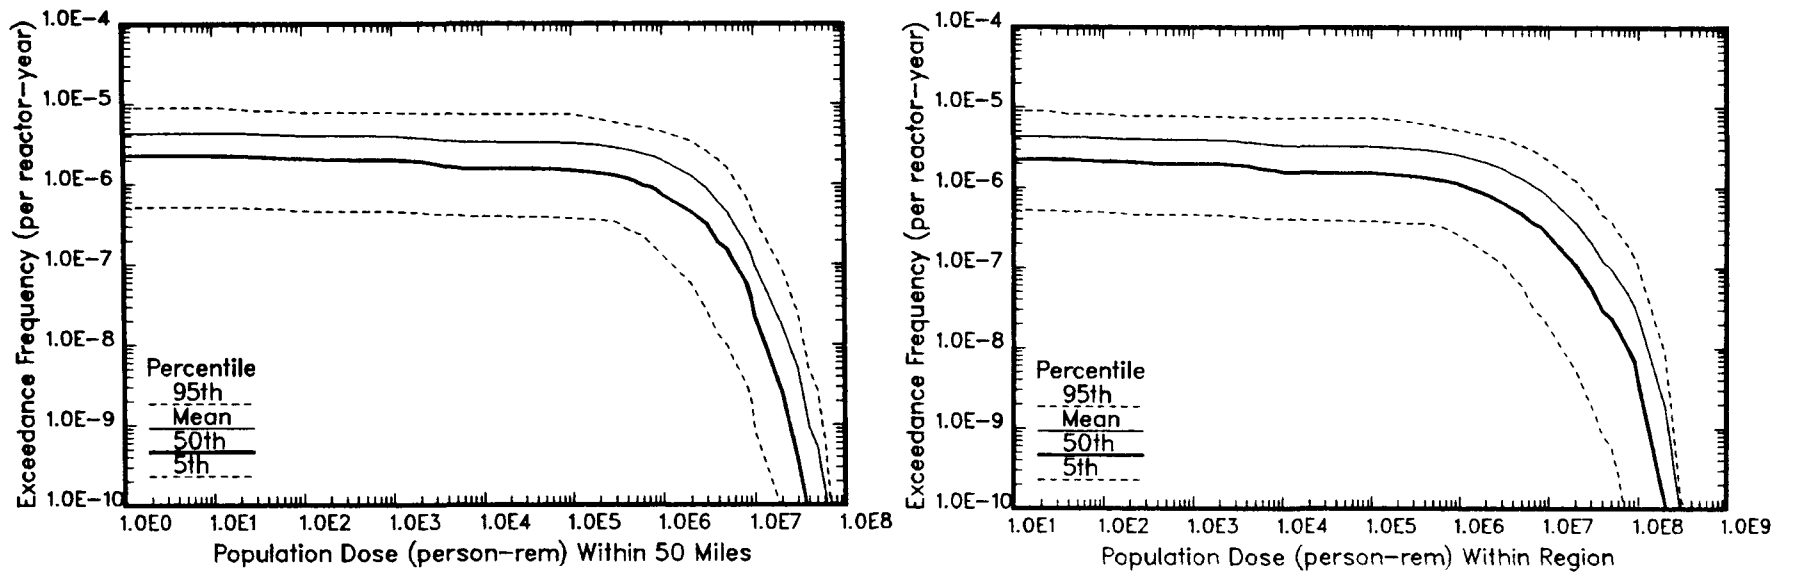 Exceedance Frequency (per reactor-year)
1.0E-4
1.0E-5
1.0E-6
1.0E-7
1.0E-8
1.0E-9
1.0E-10
Percentile
95th
Mean
50th
5th
1.0E0 1.0E1 1.0E2 1.0E3 1.0E4 1.0E5 1.0E6 1.0E7 1.0E8
Population Dose (person-rem) Within 50 Miles
Exceedance Frequency (per reactor-year)
1.0E-4
1.0E-5
1.0E-6
1.0E-7
1.0E-8
1.0E-9
1.0E-10
Percentile
95th
Mean
50th
5th
1.0E1 1.0E2 1.0E3 1.0E4 1.0E5 1.0E6 1.0E7 1.0E8 1.0E9
Population Dose (person-rem) Within Region